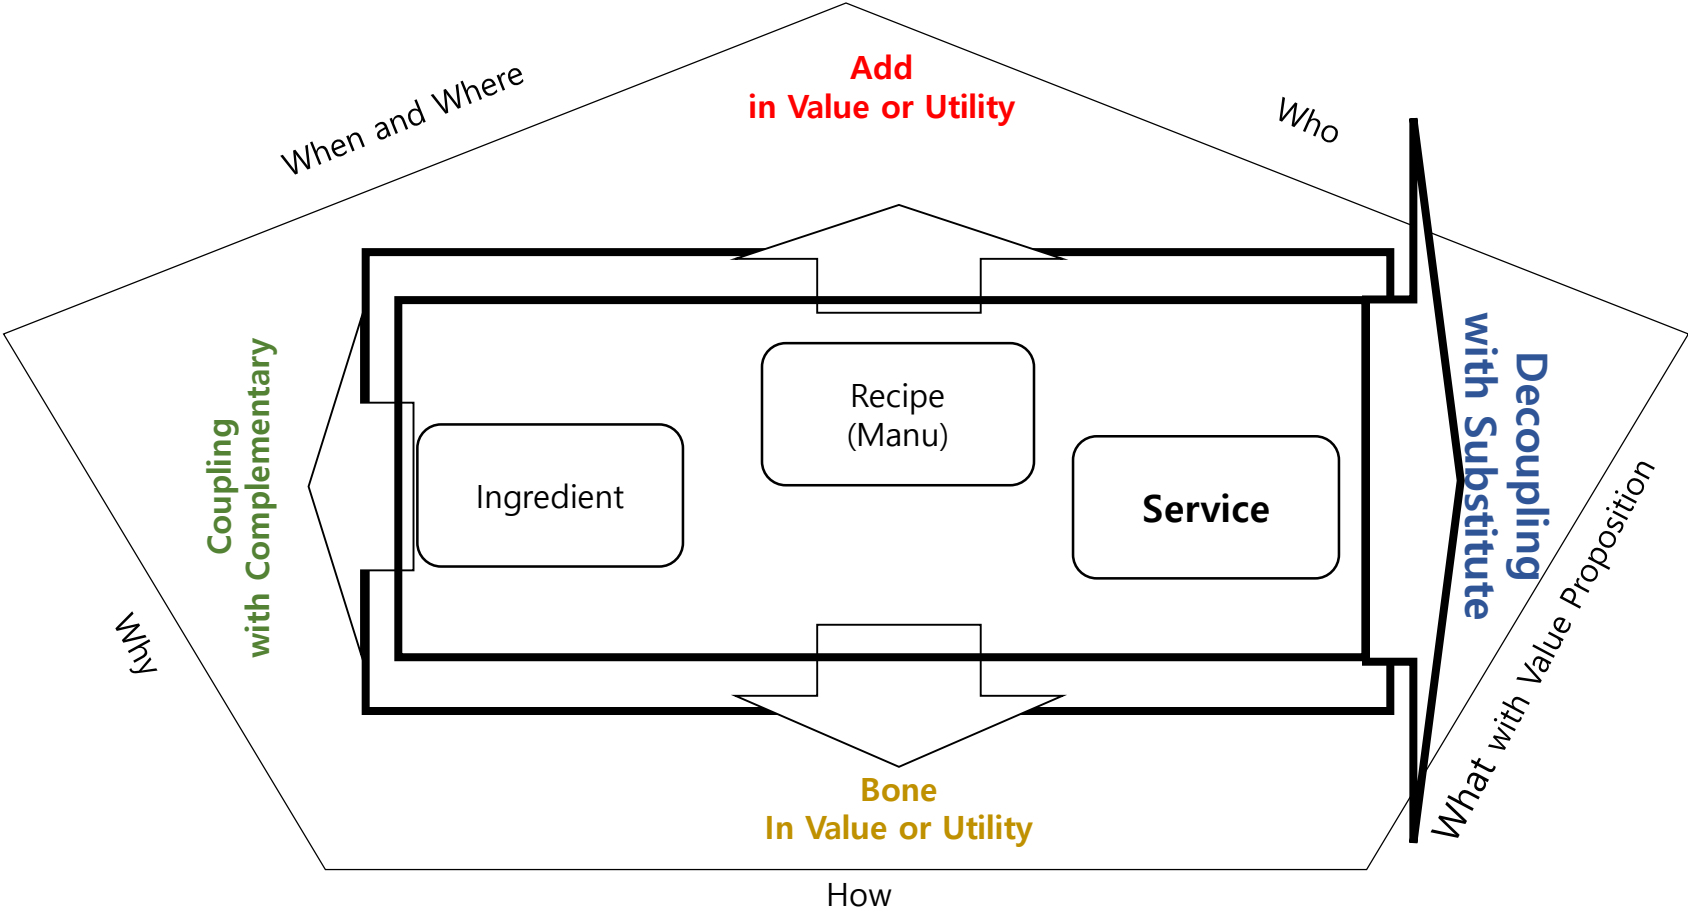 Add
in Value or Utility
When and Where
Who
Coupling
with Complementary
Recipe
(Manu)
Ingredient
Service
Decoupling
with Substitute
Why
What with Value Proposition
Bone
In Value or Utility
How